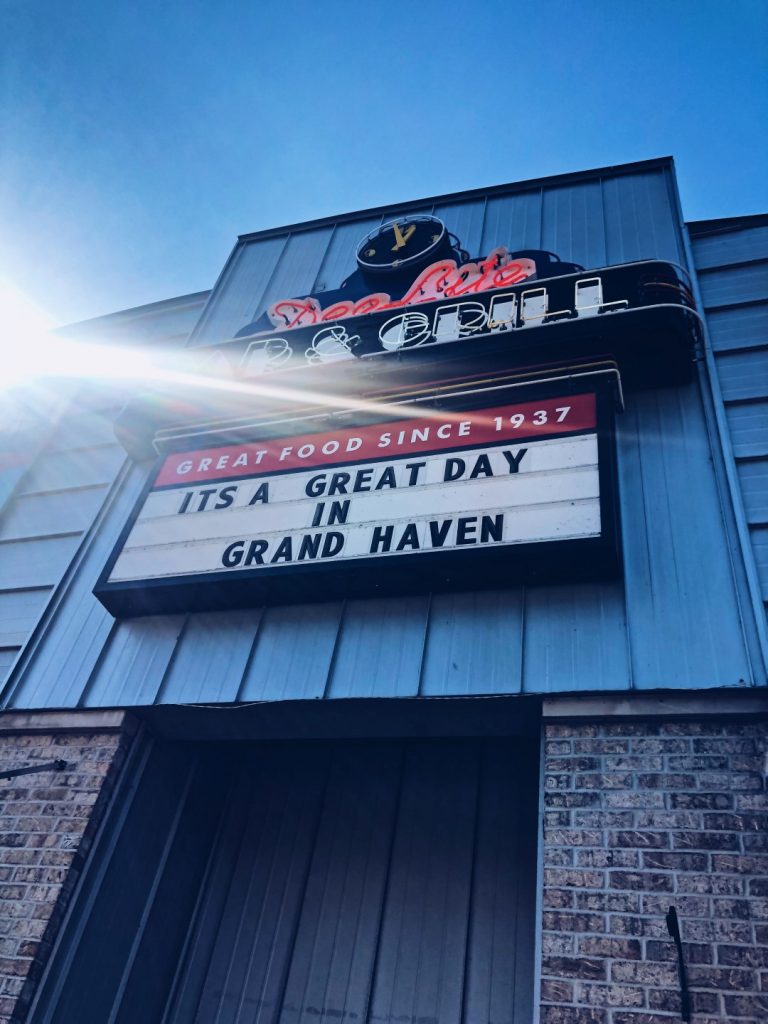 Dee-Lite
& GRILL
GREAT FOOD SINCE 1937
ITS A GREAT DAY
IN
GRAND HAVEN